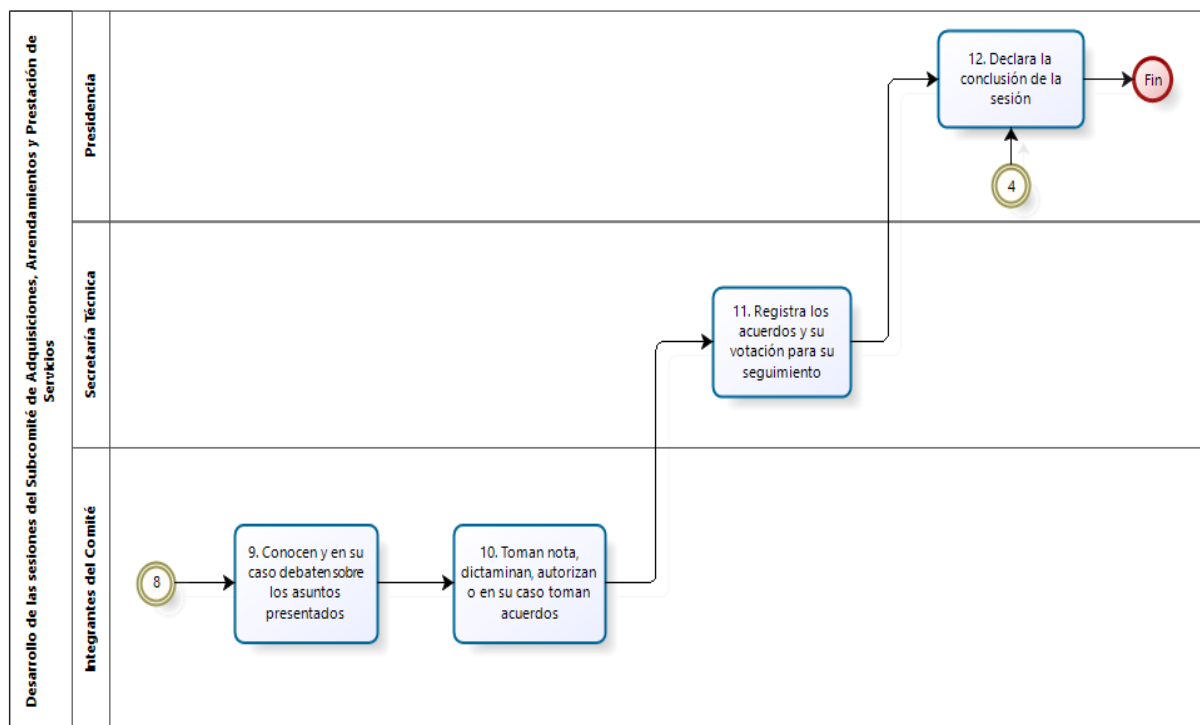 Desarrollo de las sesiones del Subcomité de Adquisiciones, Arrendamientos y Prestación de
Servicios
Presidencia
12. Declara la
conclusión de la
sesión
Fin
4
Secretaría Técnica
11. Registra los
acuerdos y su
votación para su
seguimiento
Integrantes del Comité
8
9. Conocen y en su
caso debaten sobre
los asuntos
presentados
10. Toman nota,
dictaminan, autorizan
o en su caso toman
acuerdos